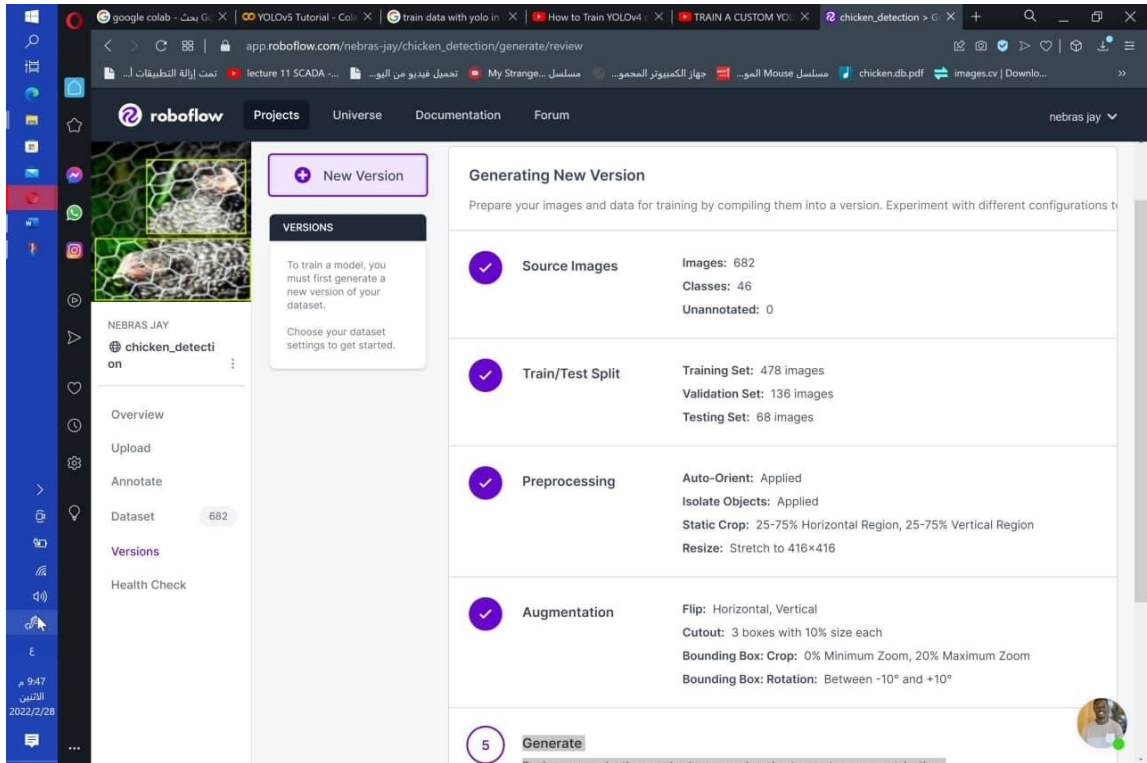 google colab - بحث Go
YOLOv5 Tutorial - Cola
train data with yolo in
How to Train YOLOv4
TRAIN A CUSTOM YOL
chicken_detection > G
app.roboflow.com/nebras-jay/chicken_detection/generate/review
تمت إزالة التطبيقات أ...
lecture 11 SCADA -...
تحميل فيديو من اليو...
My Strange... مسلسل
جهاز الكمبيوتر المحمو...
مسلسل Mouse المو...
chicken.db.pdf
images.cv | Downlo...
roboflow
Projects
Universe
Documentation
Forum
nebras jay
NEBRAS JAY
chicken_detecti
on
Overview
Upload
Annotate
Dataset 682
Versions
Health Check
New Version
VERSIONS
To train a model, you
must first generate a
new version of your
dataset.
Choose your dataset
settings to get started.
Generating New Version
Prepare your images and data for training by compiling them into a version. Experiment with different configurations t
Source Images
Images: 682
Classes: 46
Unannotated: 0
Train/Test Split
Training Set: 478 images
Validation Set: 136 images
Testing Set: 68 images
Preprocessing
Auto-Orient: Applied
Isolate Objects: Applied
Static Crop: 25-75% Horizontal Region, 25-75% Vertical Region
Resize: Stretch to 416×416
Augmentation
Flip: Horizontal, Vertical
Cutout: 3 boxes with 10% size each
Bounding Box: Crop: 0% Minimum Zoom, 20% Maximum Zoom
Bounding Box: Rotation: Between -10° and +10°
5
Generate
ع
9:47 م
الاثنين
2022/2/28